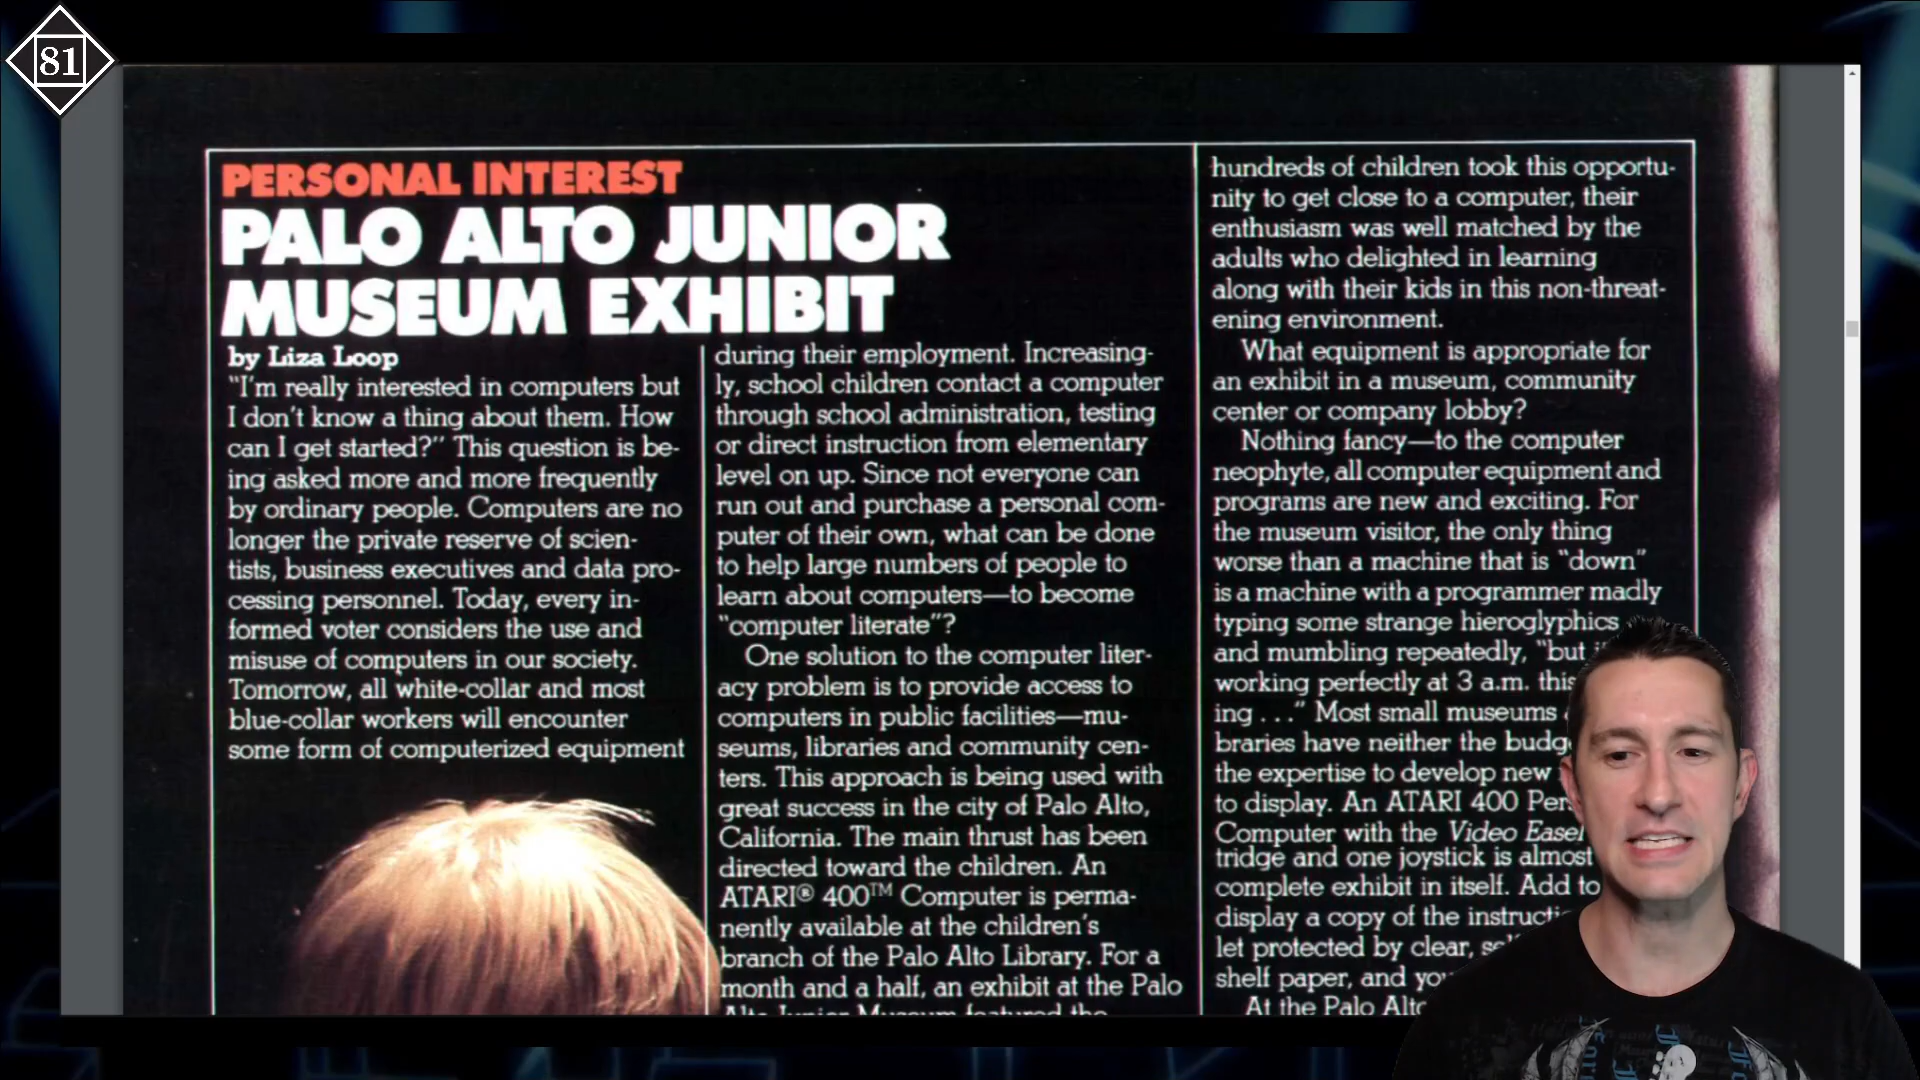 81
PERSONAL INTEREST
PALO ALTO JUNIOR
MUSEUM EXHIBIT
by Liza Loop
"I'm really interested in computers but
I don't know a thing about them. How
can I get started?" This question is be-
ing asked more and more frequently
by ordinary people. Computers are no
longer the private reserve of scien-
tists, business executives and data pro-
cessing personnel. Today, every in-
formed voter considers the use and
misuse of computers in our society.
Tomorrow, all white-collar and most
blue-collar workers will encounter
some form of computerized equipment
during their employment. Increasing-
ly, school children contact a computer
through school administration, testing
or direct instruction from elementary
level on up. Since not everyone can
run out and purchase a personal com-
puter of their own, what can be done
to help large numbers of people to
learn about computers—to become
"computer literate"?
One solution to the computer liter-
acy problem is to provide access to
computers in public facilities—mu-
seums, libraries and community cen-
ters. This approach is being used with
great success in the city of Palo Alto,
California. The main thrust has been
directed toward the children. An
ATARI® 400™ Computer is perma-
nently available at the children's
branch of the Palo Alto Library. For a
month and a half, an exhibit at the Palo
Alto Junior Museum featured the
hundreds of children took this opportu-
nity to get close to a computer, their
enthusiasm was well matched by the
adults who delighted in learning
along with their kids in this non-threat-
ening environment.
What equipment is appropriate for
an exhibit in a museum, community
center or company lobby?
Nothing fancy—to the computer
neophyte, all computer equipment and
programs are new and exciting. For
the museum visitor, the only thing
worse than a machine that is "down"
is a machine with a programmer madly
typing some strange hieroglyphics
and mumbling repeatedly, "but
working perfectly at 3 a.m. this
ing . . ." Most small museums
braries have neither the budg
the expertise to develop new
to display. An ATARI 400 Per
Computer with the Video Easel
tridge and one joystick is almost
complete exhibit in itself. Add to
display a copy of the instructi
let protected by clear,
shelf paper, and you
At the Palo Alto